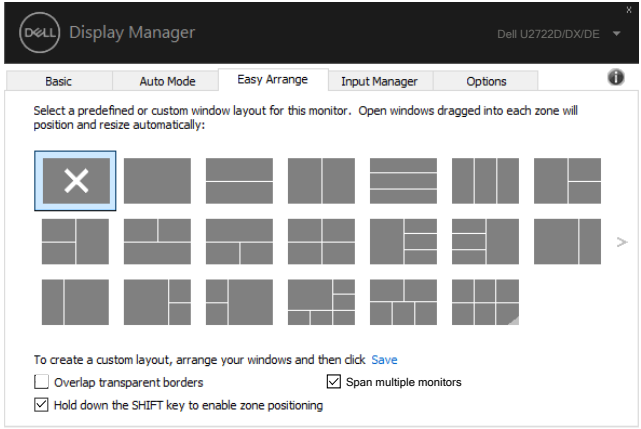 x
DELL Display Manager
Dell U2722D/DX/DE
Basic Auto Mode Easy Arrange Input Manager Options
Select a predefined or custom window layout for this monitor. Open windows dragged into each zone will
position and resize automatically:
>
To create a custom layout, arrange your windows and then click Save
Overlap transparent borders Span multiple monitors
Hold down the SHIFT key to enable zone positioning